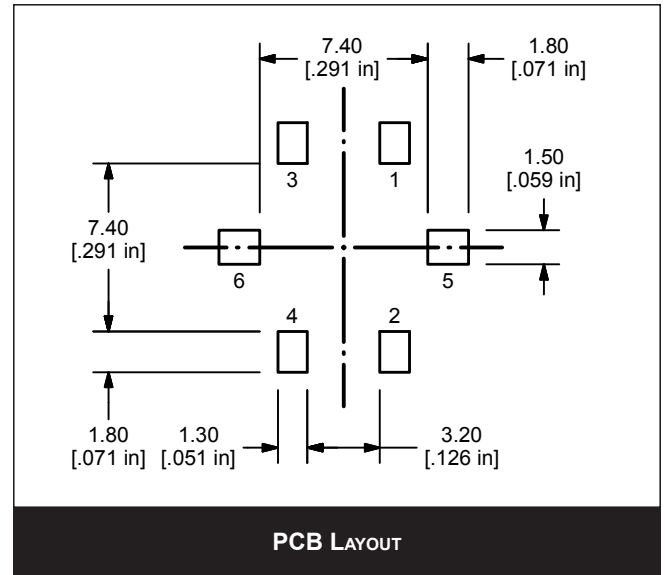 7.40
[.291 in]
1.80
[.071 in]
3
1
1.50
[.059 in]
7.40
[.291 in]
6
5
4
2
1.80
[.071 in]
1.30
[.051 in]
3.20
[.126 in]
PCB LAYOUT